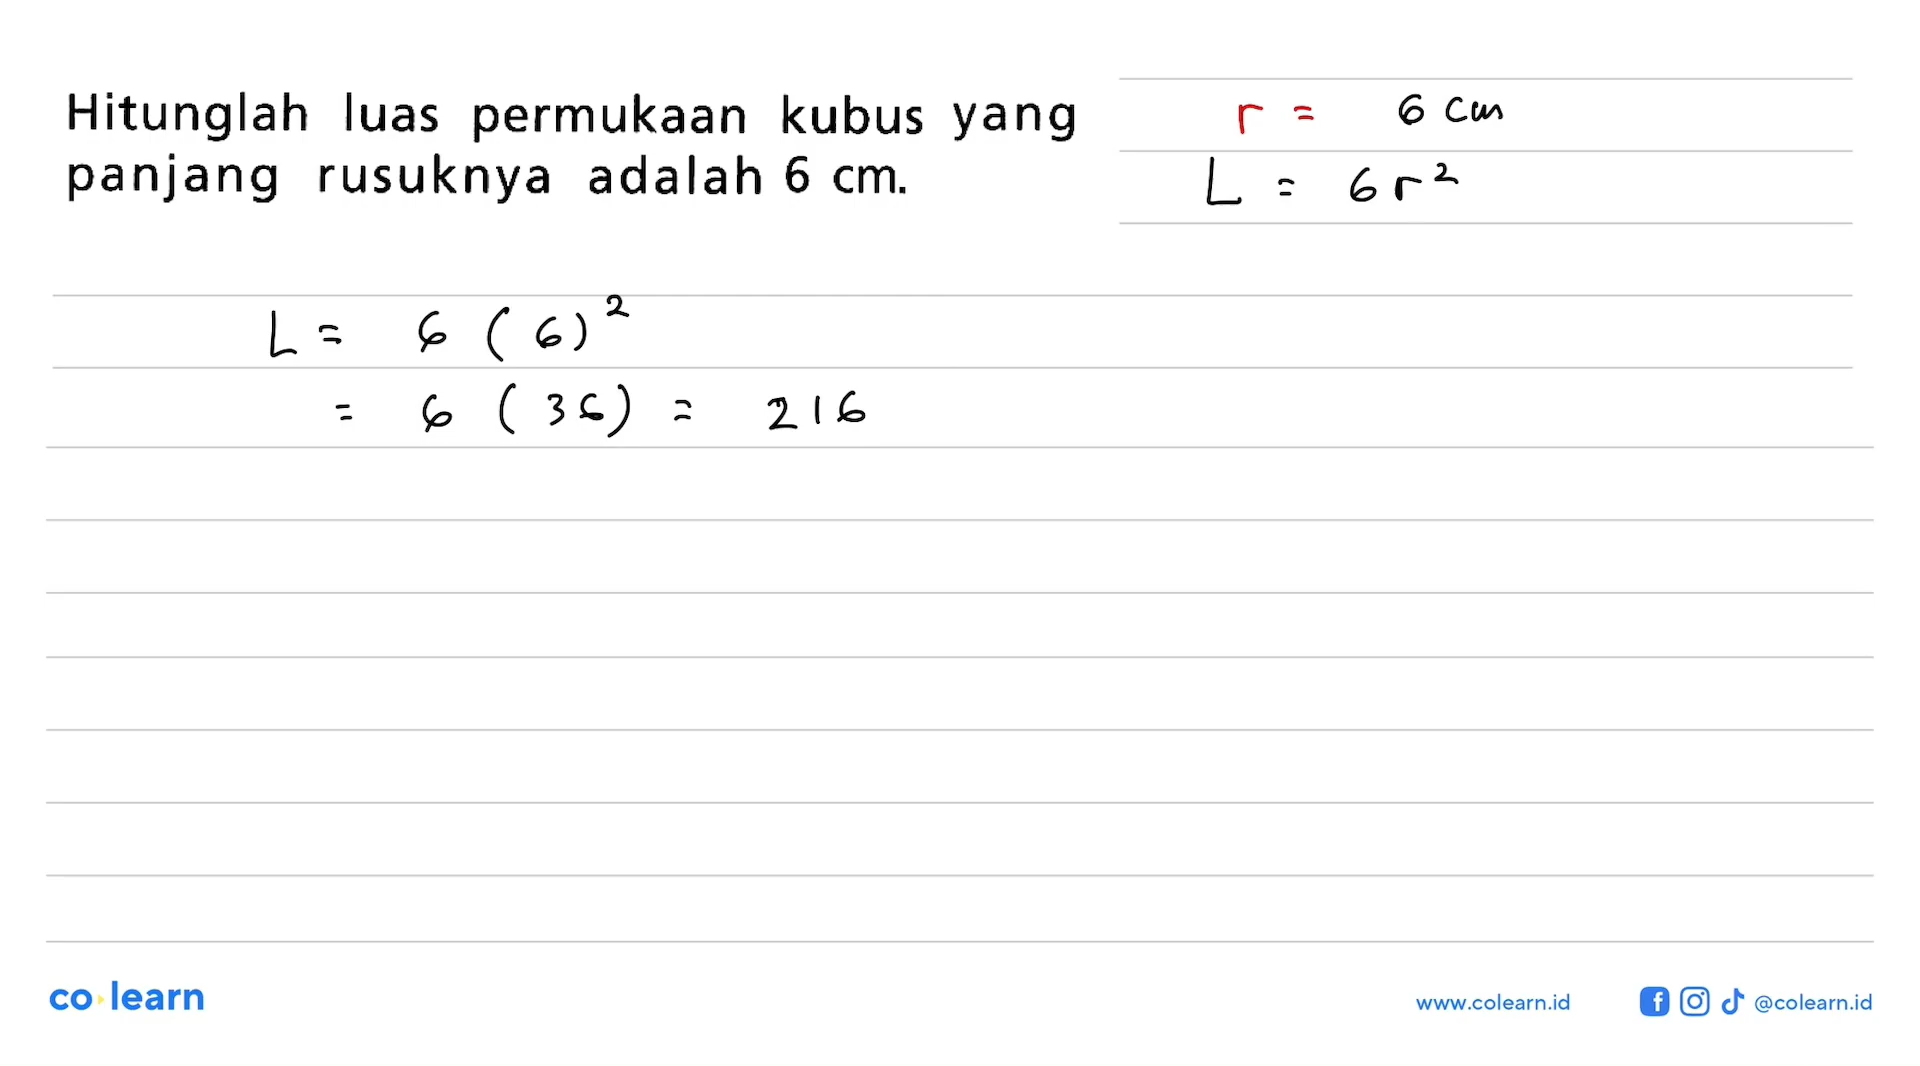 Hitunglah luas permukaan kubus yang
panjang rusuknya adalah 6 cm.
r = 6 cm
L = 6r²
L = 6 (6)²
= 6 (36) = 216
co learn
www.colearn.id
@colearn.id